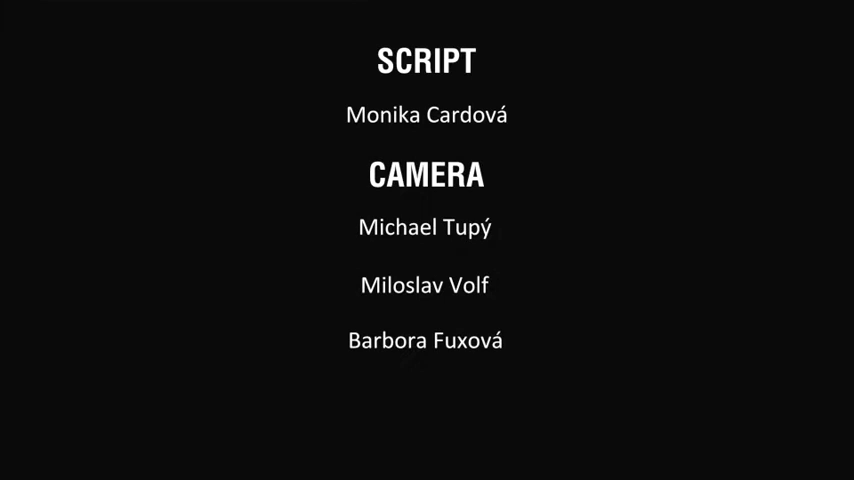 SCRIPT
Monika Cardová
CAMERA
Michael Tupý
Miloslav Volf
Barbora Fuxová